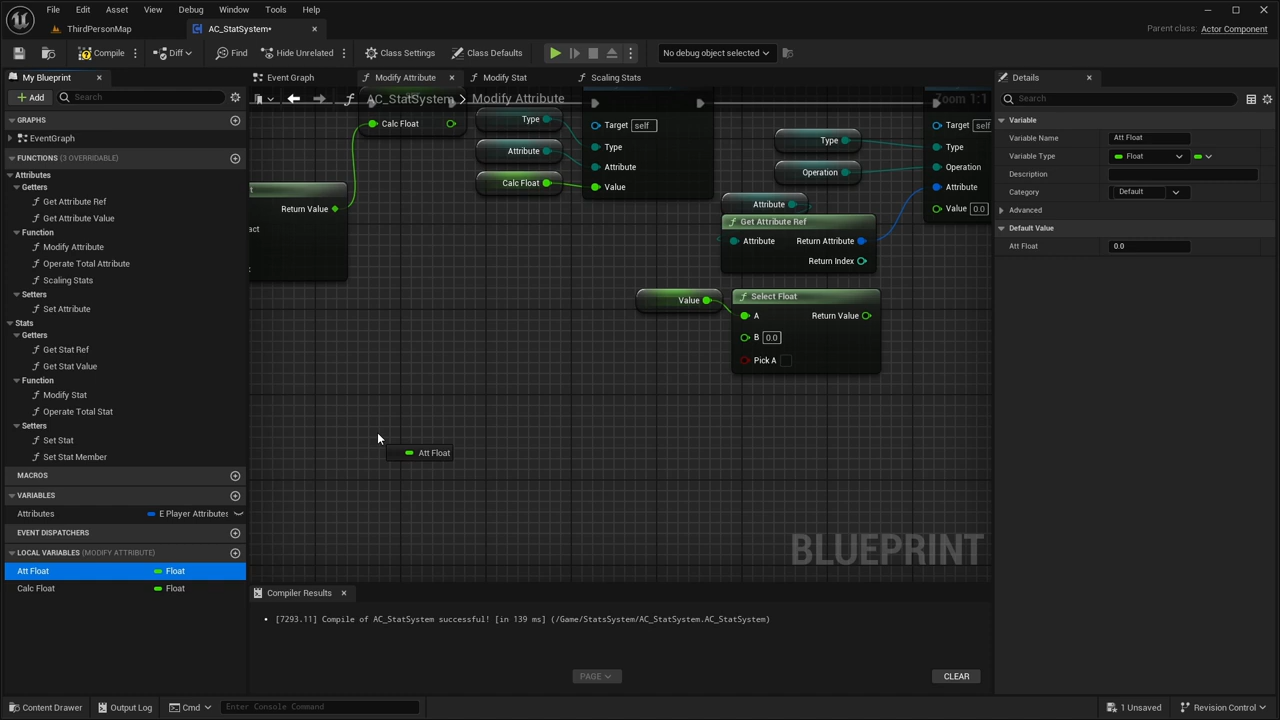 File Edit Asset View Debug Window Tools Help
ThirdPersonMap
AC_StatSystem*
Parent class: Actor Component
Compile
Diff
Find
Hide Unrelated
Class Settings
Class Defaults
No debug object selected
My Blueprint
Event Graph
Modify Attribute
Modify Stat
Scaling Stats
Details
Add
Search
AC_StatSystem > Modify Attribute
Zoom 1:1
Search
GRAPHS
EventGraph
FUNCTIONS (3 OVERRIDABLE)
Attributes
Getters
Get Attribute Ref
Get Attribute Value
Function
Modify Attribute
Operate Total Attribute
Scaling Stats
Setters
Set Attribute
Stats
Getters
Get Stat Ref
Get Stat Value
Function
Modify Stat
Operate Total Stat
Setters
Set Stat
Set Stat Member
MACROS
VARIABLES
Attributes E Player Attributes
EVENT DISPATCHERS
LOCAL VARIABLES (MODIFY ATTRIBUTE)
Att Float Float
Calc Float Float
Calc Float
Return Value
Type
Attribute
Calc Float
Target self
Type
Attribute
Value
Type
Operation
Attribute
Get Attribute Ref
Attribute Return Attribute
Return Index
Target self
Type
Operation
Attribute
Value 0.0
Value
Select Float
A Return Value
B 0.0
Pick A
Att Float
BLUEPRINT
Variable
Variable Name Att Float
Variable Type Float
Description
Category Default
Advanced
Default Value
Att Float 0.0
Compiler Results
[7293.11] Compile of AC_StatSystem successful! [in 139 ms] (/Game/StatsSystem/AC_StatSystem.AC_StatSystem)
PAGE
CLEAR
Content Drawer
Output Log
Cmd
Enter Console Command
1 Unsaved
Revision Control